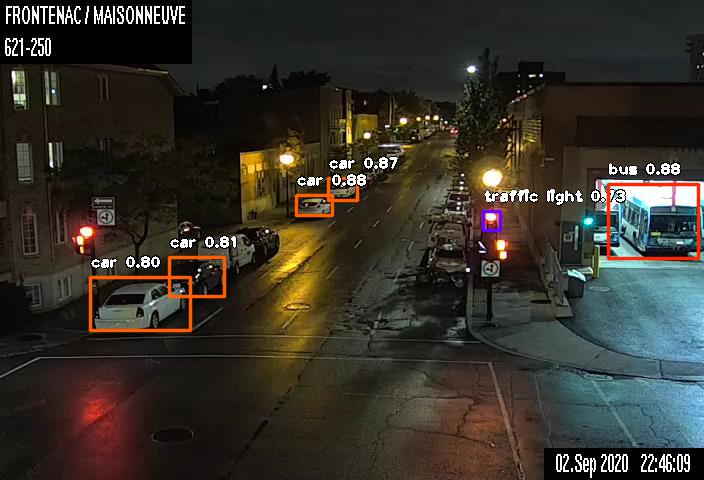 FRONTENAC / MAISONNEUVE
621-250
car 0.87
car 0.88
bus 0.88
traffic light 0.73
car 0.81
car 0.80
02.Sep 2020 22:46:09